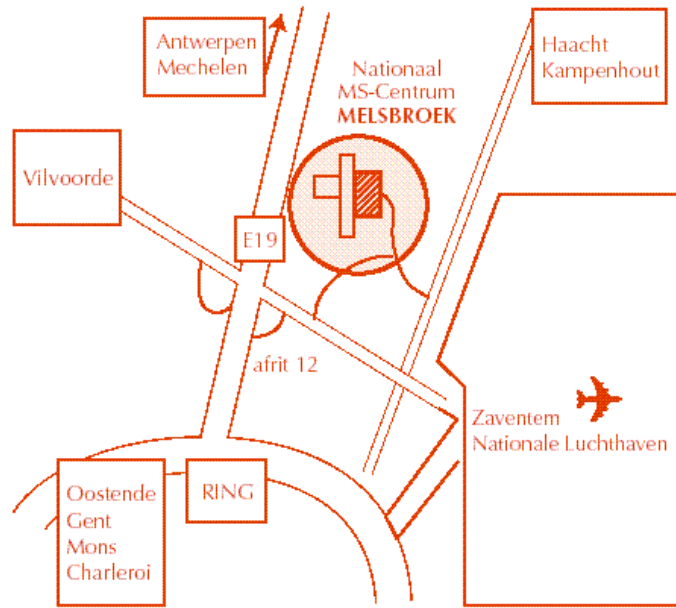 Antwerpen
Mechelen
Haacht
Kampenhout
Nationaal
MS-Centrum
MELSBROEK
Vilvoorde
E19
afrit 12
Zaventem
Nationale Luchthaven
Oostende
Gent
Mons
Charleroi
RING